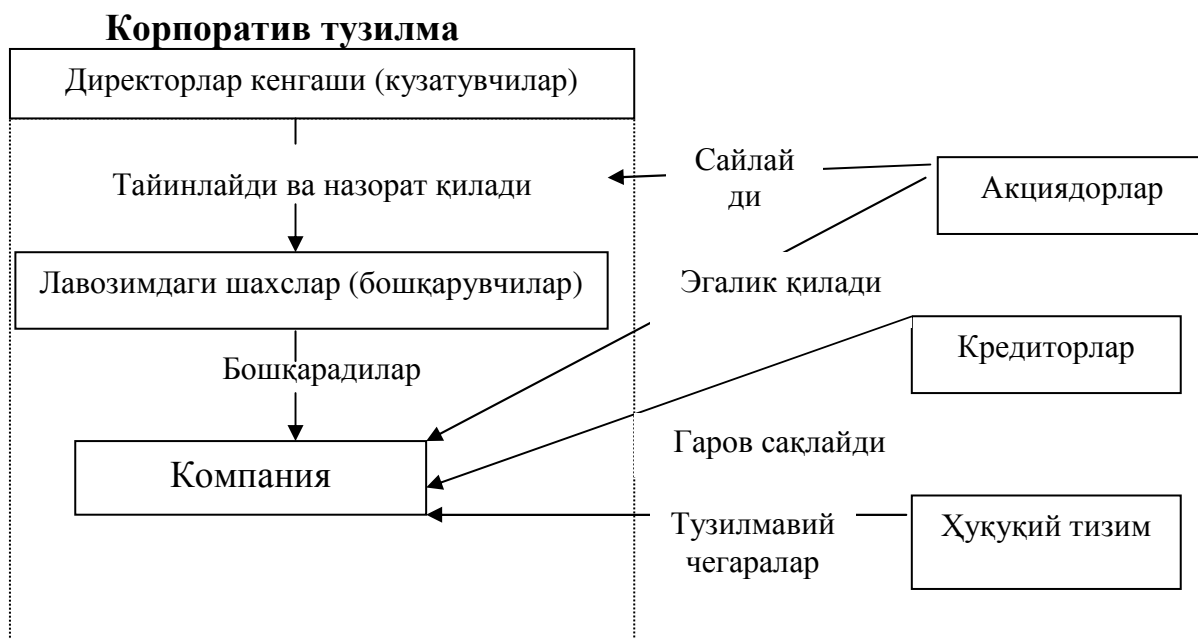 Корпоратив тузилма
Директорлар кенгаши (кузатувчилар)
Тайинлайди ва назорат қилади
Сайлай
ди
Акциядорлар
Лавозимдаги шахслар (бошқарувчилар)
Эгалик қилади
Бошқарадилар
Кредиторлар
Компания
Гаров сақлайди
Тузилмавий
чегаралар
Ҳуқуқий тизим